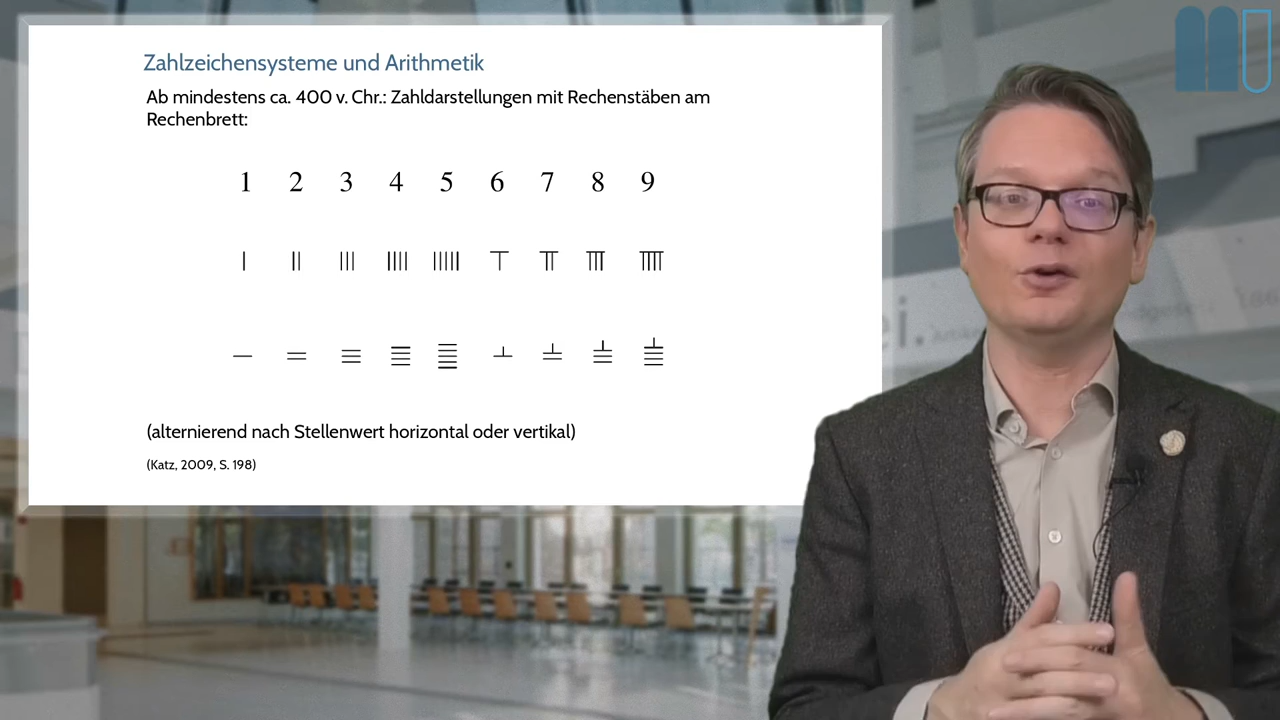 Zahlzeichensysteme und Arithmetik
Ab mindestens ca. 400 v. Chr.: Zahldarstellungen mit Rechenstäben am
Rechenbrett:
1 2 3 4 5 6 7 8 9
(alternierend nach Stellenwert horizontal oder vertikal)
(Katz, 2009, S. 198)